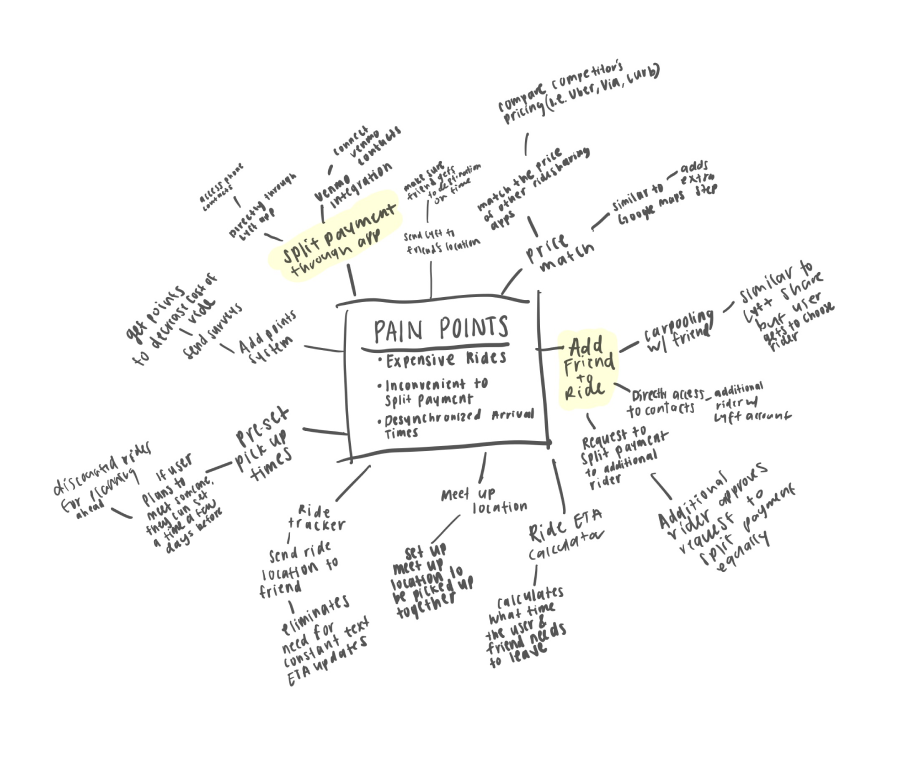 compare competitor's
pricing (i.e. Uber, Via, Curb)
match the price
of other ridesharing
apps
price
match
similar to
Google maps step
adds
extra
connect
venmo
contacts
venmo
integration
access phone
contacts
Directly through
Lyft app
split payment
through app
make sure
friend gets
to destination
on time
Send Lyft to
friend's location
get points
to decrease cost of
ride
send surveys
Add points
system
PAIN POINTS
• Expensive Rides
• Inconvenient to
Split Payment
• Desynchronized Arrival
Times
Add
Friend
to
Ride
carpooling
w/ friend
similar to
Lyft share
but user
gets to choose
rider
Directly access
to contacts
additional
rider w/
Lyft account
Request to
split payment
to additional
rider
Additional
rider approves
request to
split payment
equally
Pre-set
pick up
times
If user
plans to
meet someone,
they can set
a time a few
days before
discounted rides
for planning
ahead
Ride
tracker
Send ride
location to
friend
eliminates
need for
constant text
ETA updates
Meet up
location
set up
meet up
location to
be picked up
together
Ride ETA
calculator
calculates
what time
the user &
friend needs
to leave